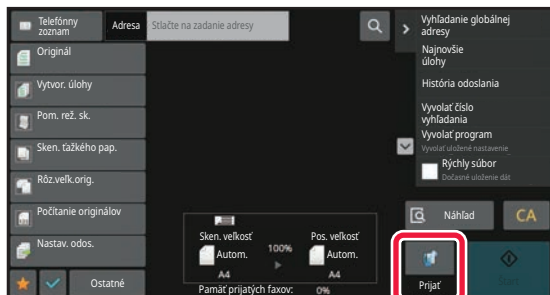 Telefónny
zoznam
Adresa
Stlačte na zadanie adresy
Originál
Vytvor. úlohy
Pom. rež. sk.
Sken. ťažkého pap.
Rôz.veľk.orig.
Počítanie originálov
Nastav. odos.
Ostatné
Sken. veľkosť
Autom.
A4
100%
Pos. veľkosť
Autom.
A4
Pamäť prijatých faxov: 0%
Vyhľadanie globálnej
adresy
Najnovšie
úlohy
História odoslania
Vyvolať číslo
vyhľadania
Vyvolať program
Vyvolať uložené nastavenie
Rýchly súbor
Dočasné uloženie dát
Náhľad
CA
Prijať
Štart